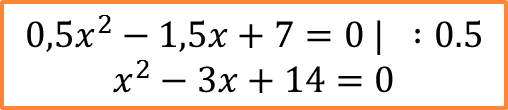 0,5x² − 1,5x + 7 = 0 | : 0.5
x² − 3x + 14 = 0